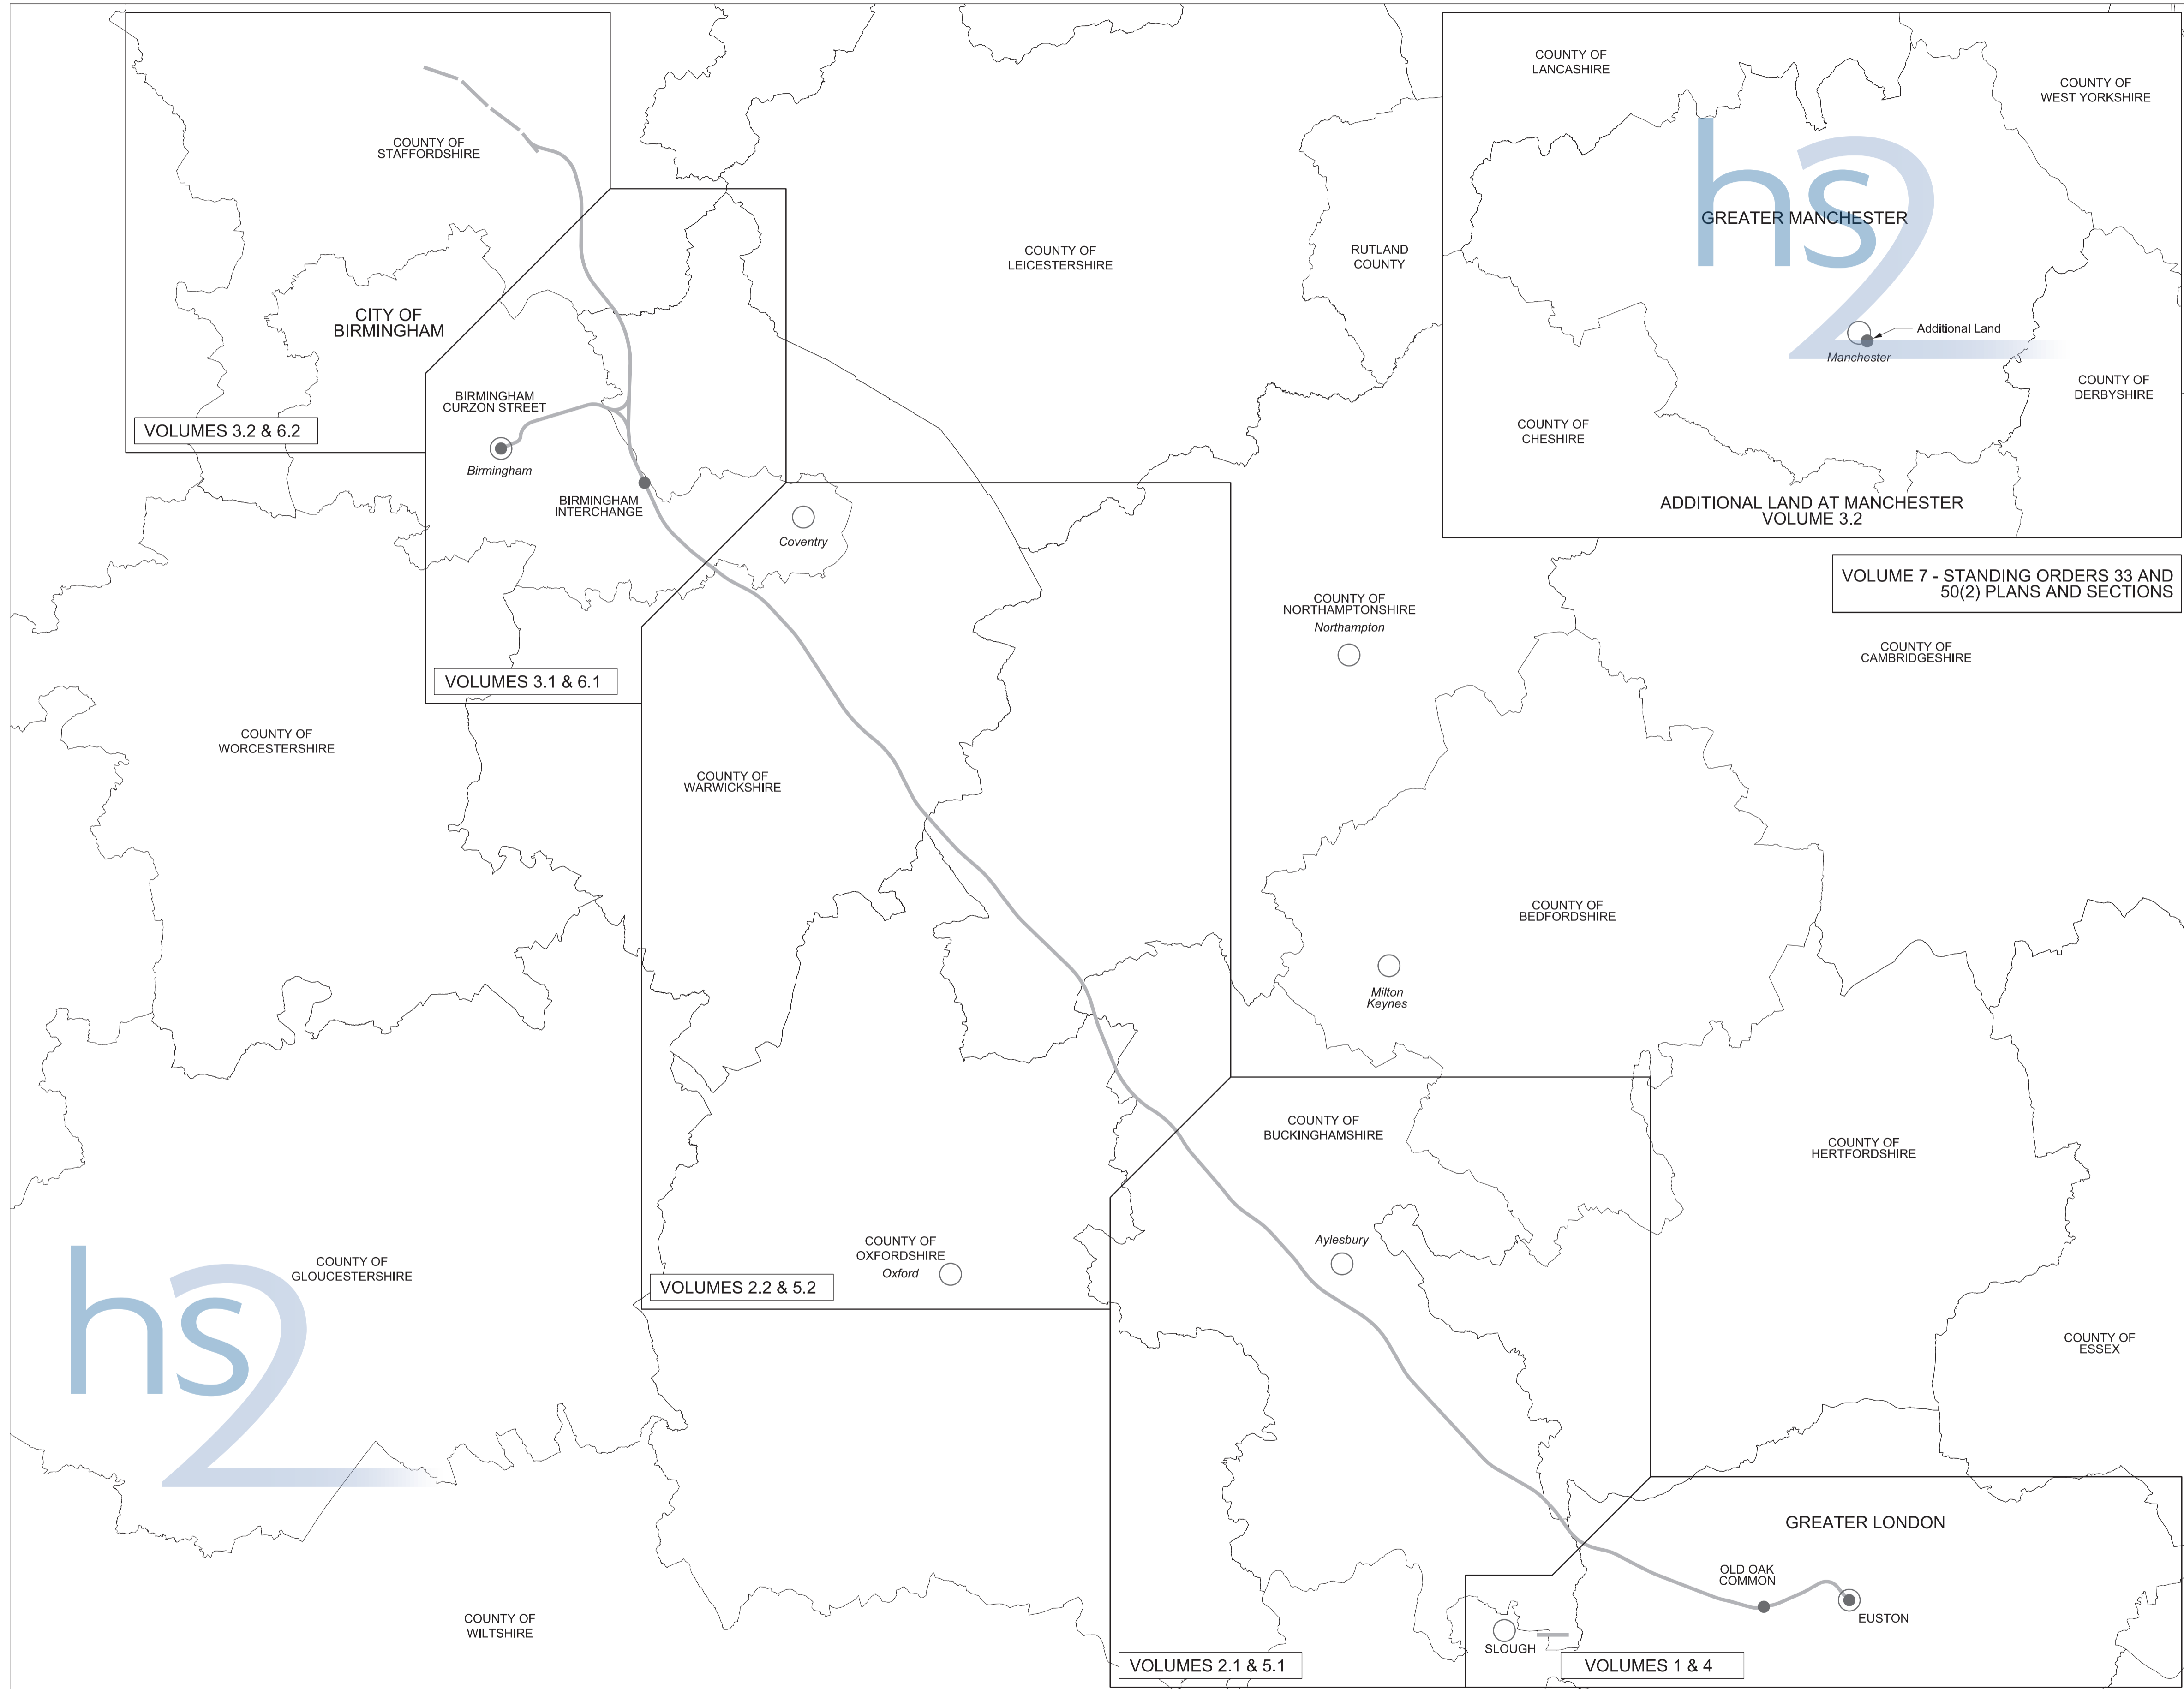 COUNTY OF
STAFFORDSHIRE
CITY OF
BIRMINGHAM
VOLUMES 3.2 & 6.2
BIRMINGHAM
CURZON STREET
Birmingham
BIRMINGHAM
INTERCHANGE
VOLUMES 3.1 & 6.1
COUNTY OF
LEICESTERSHIRE
RUTLAND
COUNTY
COUNTY OF
LANCASHIRE
COUNTY OF
WEST YORKSHIRE
hs2
GREATER MANCHESTER
Additional Land
Manchester
COUNTY OF
DERBYSHIRE
COUNTY OF
CHESHIRE
ADDITIONAL LAND AT MANCHESTER
VOLUME 3.2
VOLUME 7 - STANDING ORDERS 33 AND
50(2) PLANS AND SECTIONS
Coventry
COUNTY OF
NORTHAMPTONSHIRE
Northampton
COUNTY OF
CAMBRIDGESHIRE
COUNTY OF
WORCESTERSHIRE
COUNTY OF
WARWICKSHIRE
COUNTY OF
BEDFORDSHIRE
Milton
Keynes
COUNTY OF
BUCKINGHAMSHIRE
COUNTY OF
HERTFORDSHIRE
COUNTY OF
GLOUCESTERSHIRE
hs2
COUNTY OF
OXFORDSHIRE
Oxford
VOLUMES 2.2 & 5.2
Aylesbury
COUNTY OF
ESSEX
GREATER LONDON
OLD OAK
COMMON
EUSTON
COUNTY OF
WILTSHIRE
SLOUGH
VOLUMES 2.1 & 5.1
VOLUMES 1 & 4